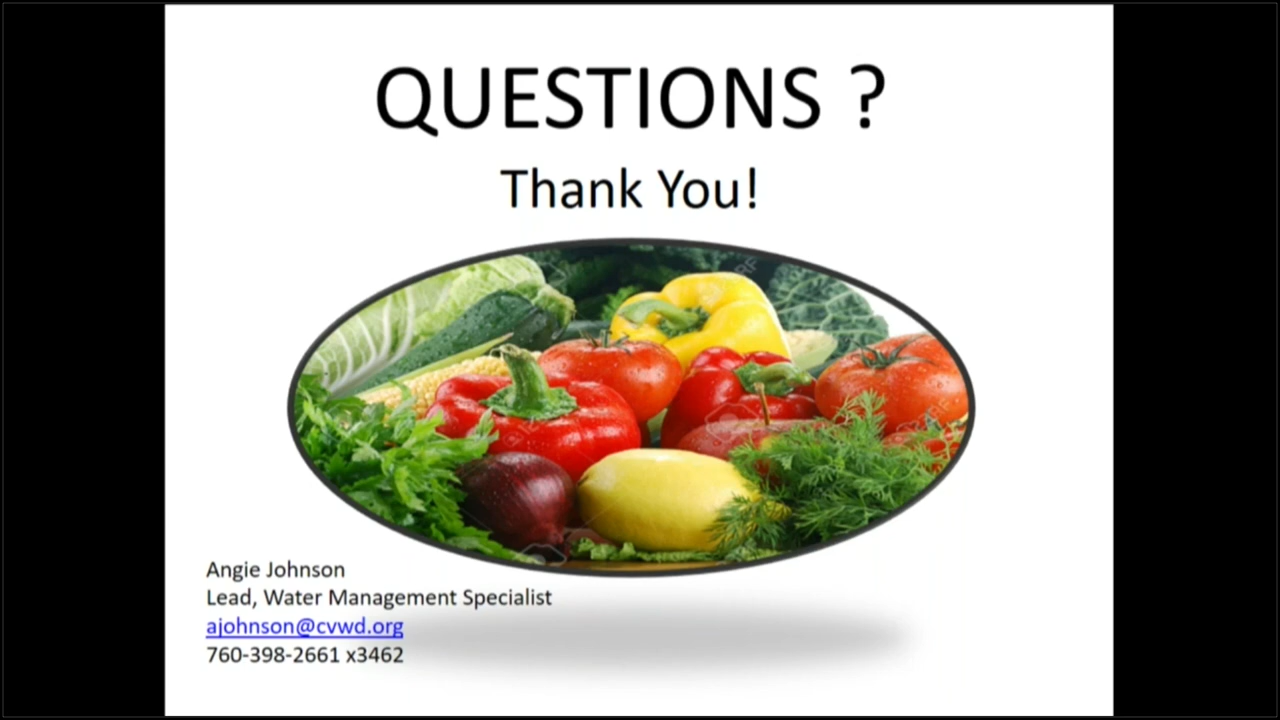 QUESTIONS ?
Thank You!
Angie Johnson
Lead, Water Management Specialist
ajohnson@cvwd.org
760-398-2661 x3462